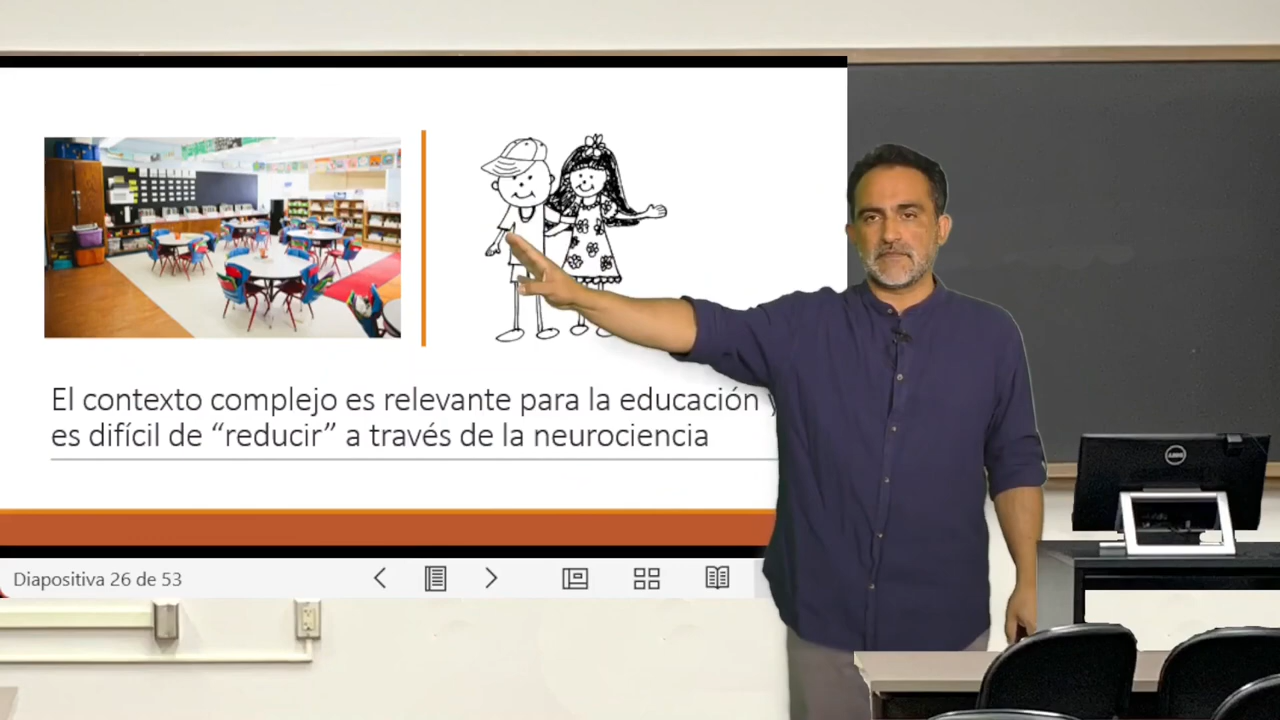 El contexto complejo es relevante para la educación y
es difícil de “reducir” a través de la neurociencia
Diapositiva 26 de 53
DELL